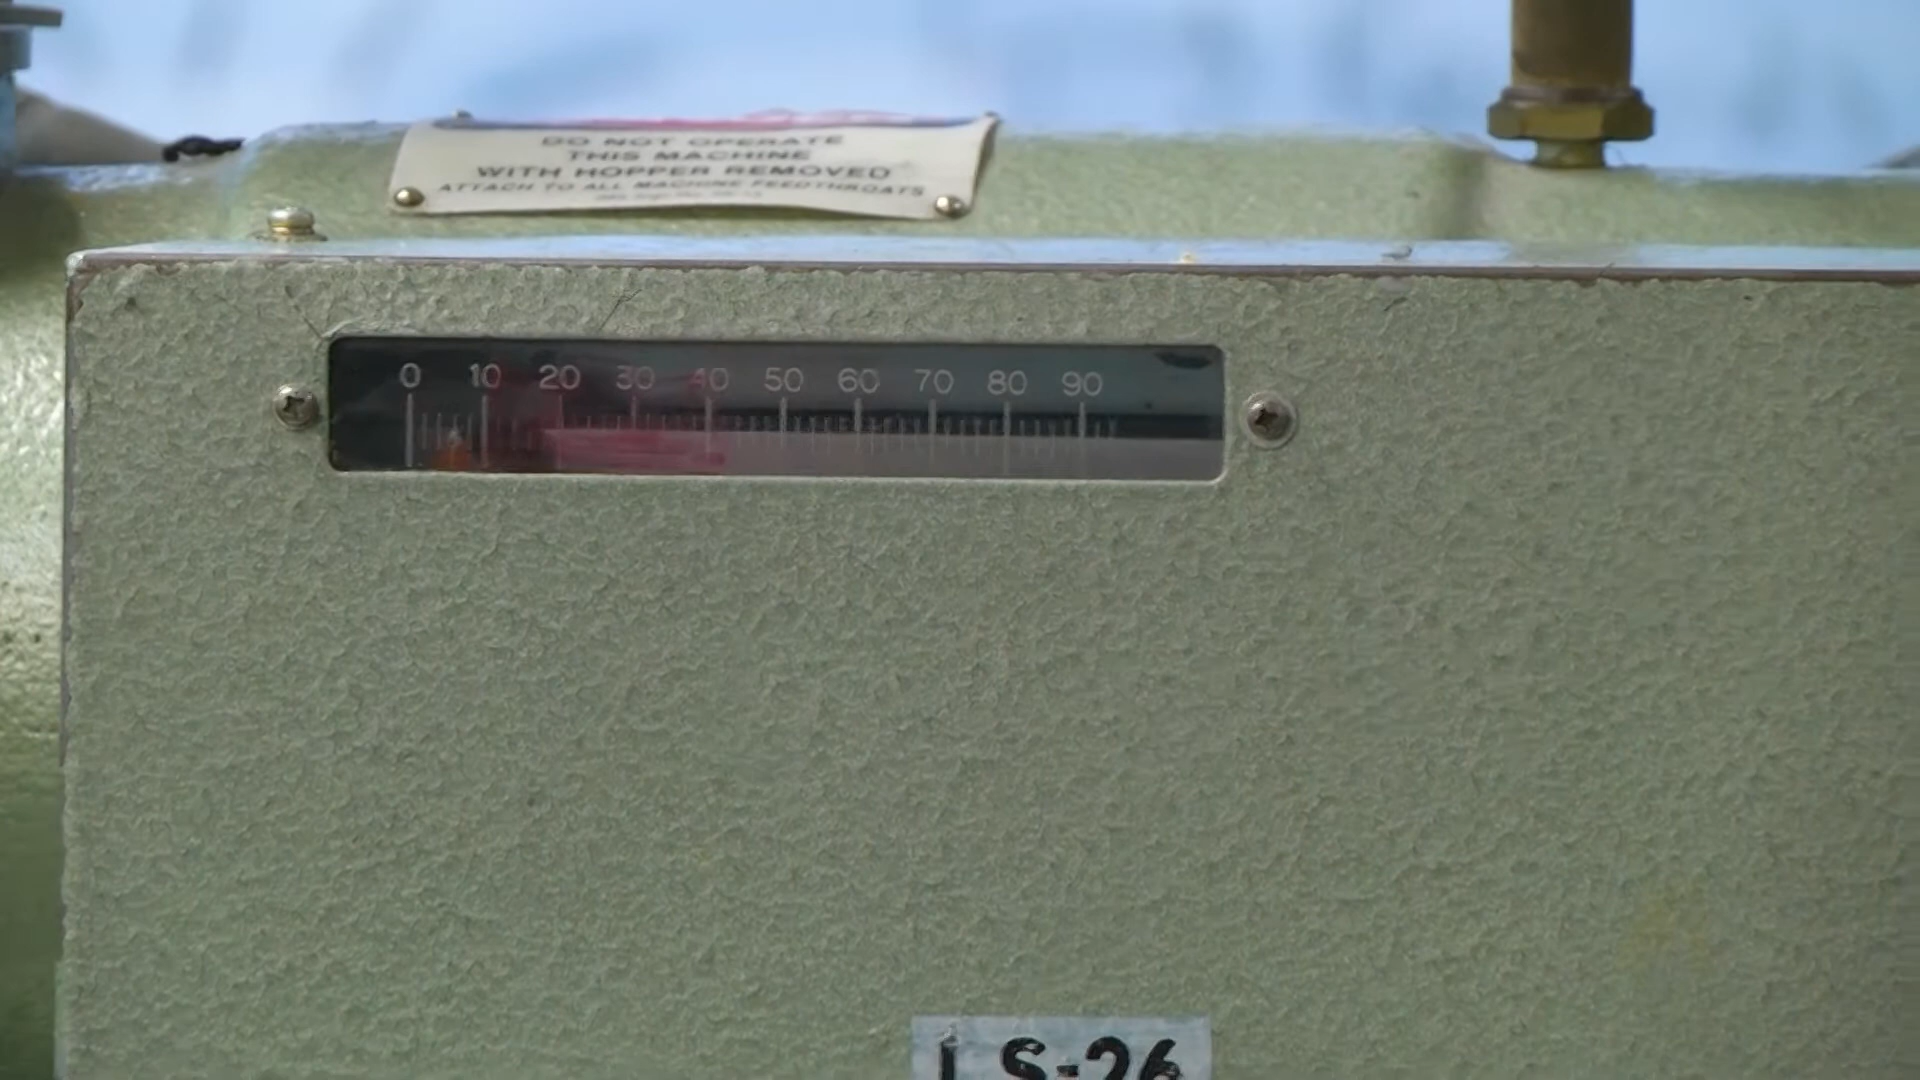 DO NOT OPERATE
THIS MACHINE
WITH HOPPER REMOVED
ATTACH TO ALL MACHINE FEEDTHROATS
0 10 20 30 40 50 60 70 80 90
LS-26